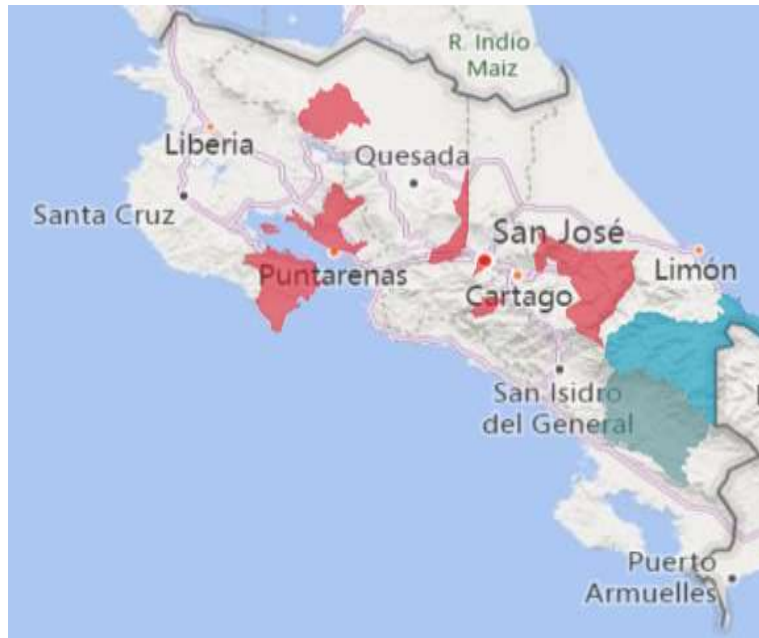 R. Indio
Maiz
Liberia
Quesada
Santa Cruz
San José
Puntarenas
Limón
Cartago
San Isidro
del General
Puerto
Armuelles